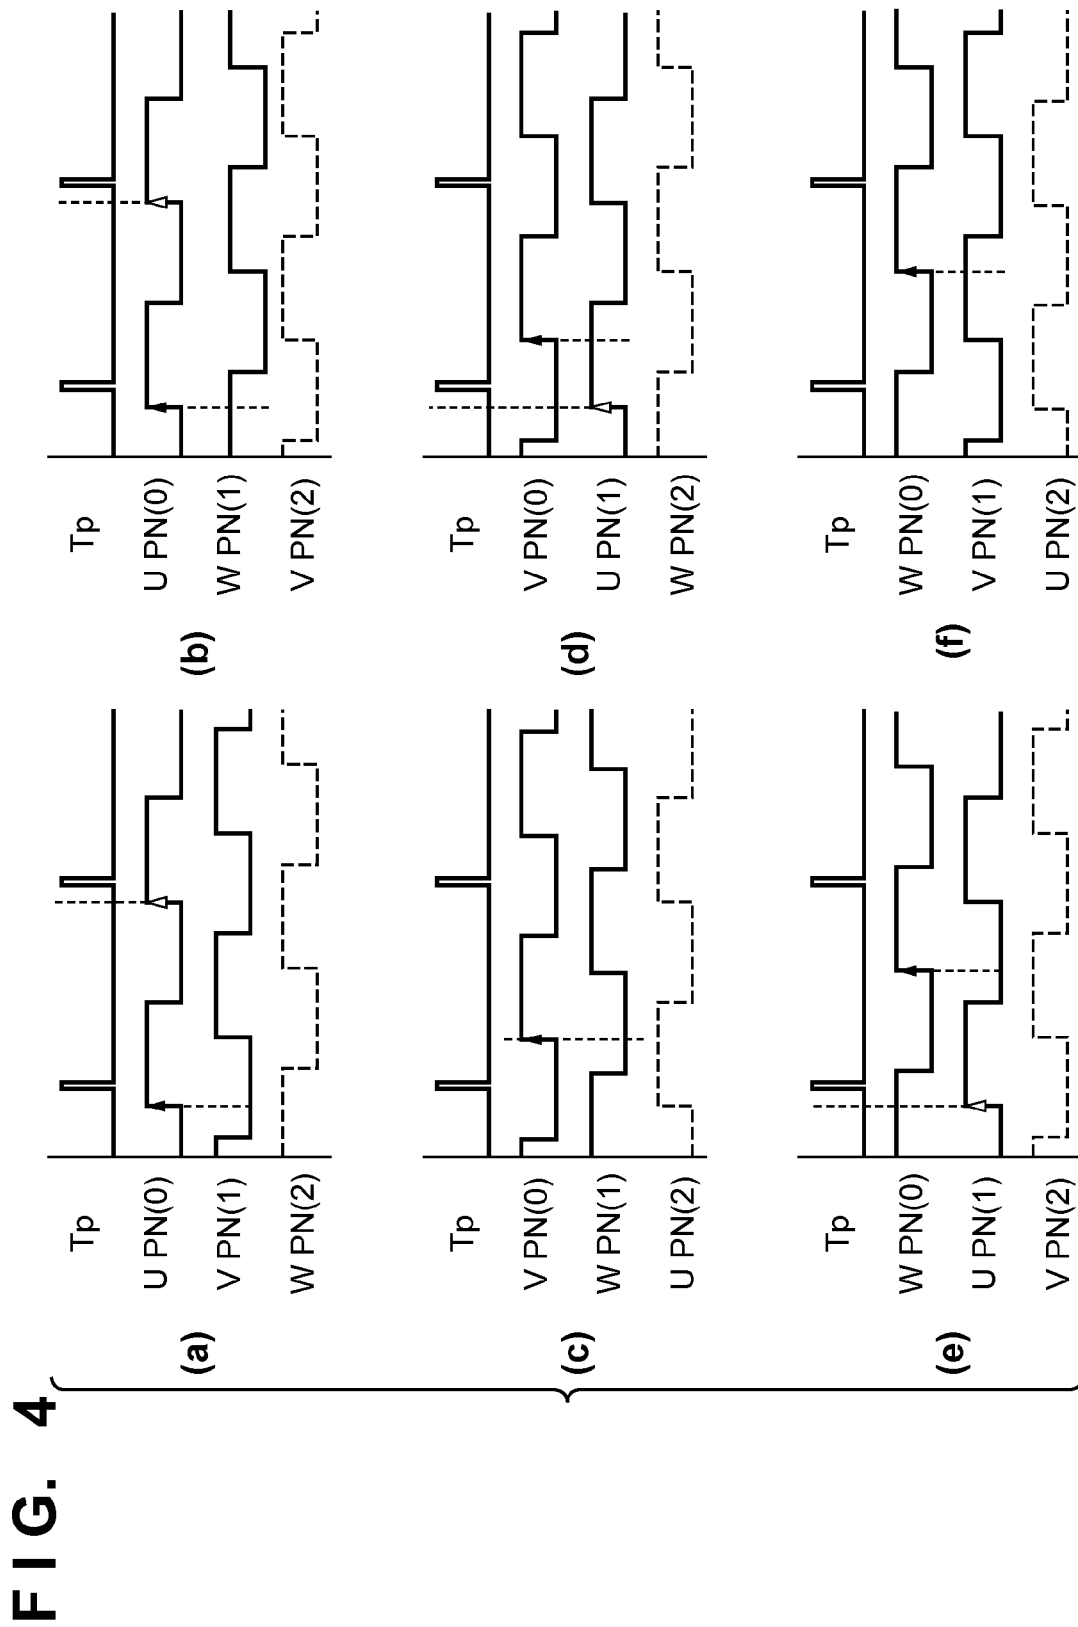 FIG. 4
(a)
Tp
U PN(0)
V PN(1)
W PN(2)
(b)
Tp
U PN(0)
W PN(1)
V PN(2)
(c)
Tp
V PN(0)
W PN(1)
U PN(2)
(d)
Tp
V PN(0)
U PN(1)
W PN(2)
(e)
Tp
W PN(0)
U PN(1)
V PN(2)
(f)
Tp
W PN(0)
V PN(1)
U PN(2)